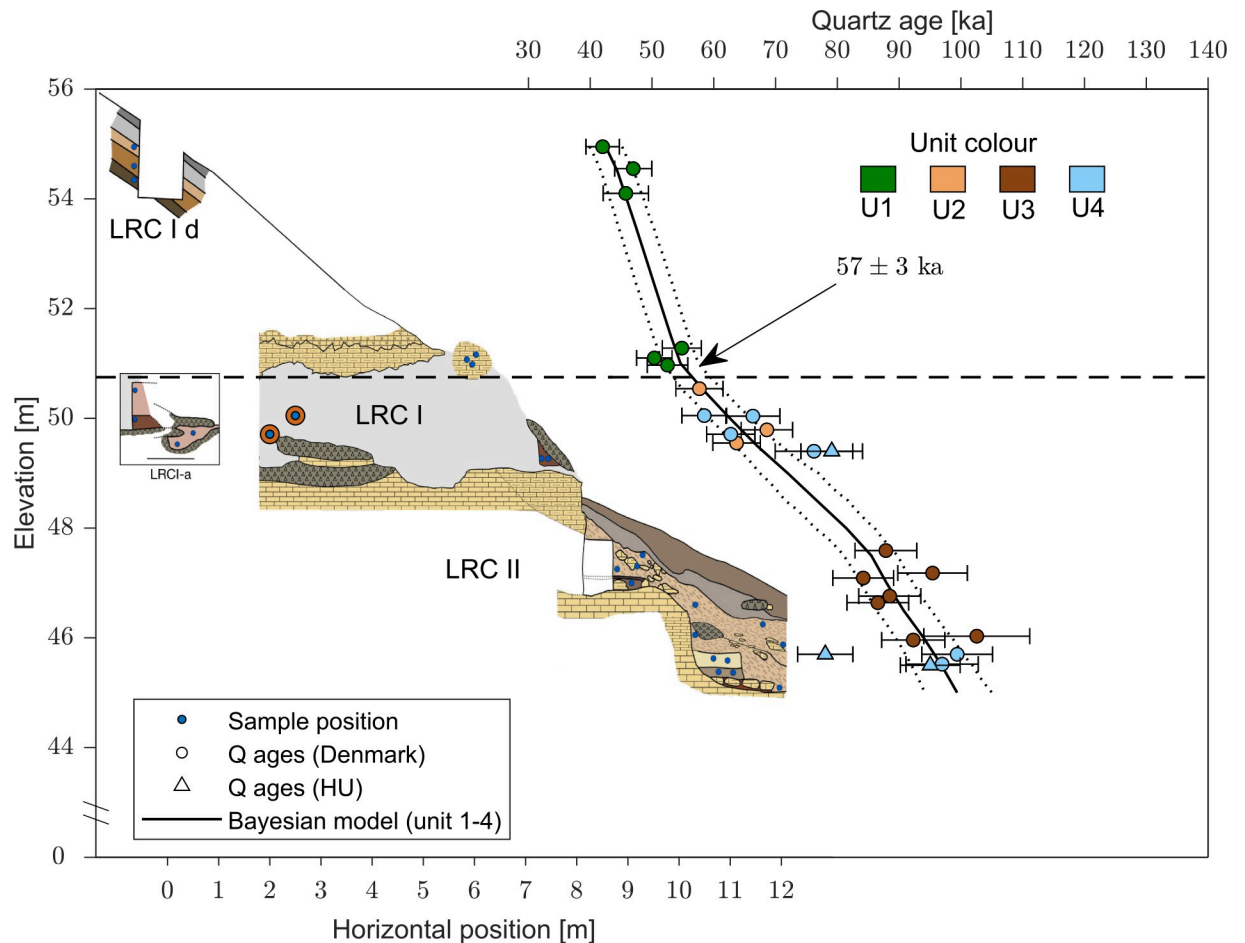 Quartz age [ka]
30 40 50 60 70 80 90 100 110 120 130 140
56
54
52
50
48
46
44
0
Elevation [m]
Unit colour
U1 U2 U3 U4
LRC I d
57 ± 3 ka
LRC I
LRCI-a
LRC II
Sample position
Q ages (Denmark)
Q ages (HU)
Bayesian model (unit 1-4)
0 1 2 3 4 5 6 7 8 9 10 11 12
Horizontal position [m]